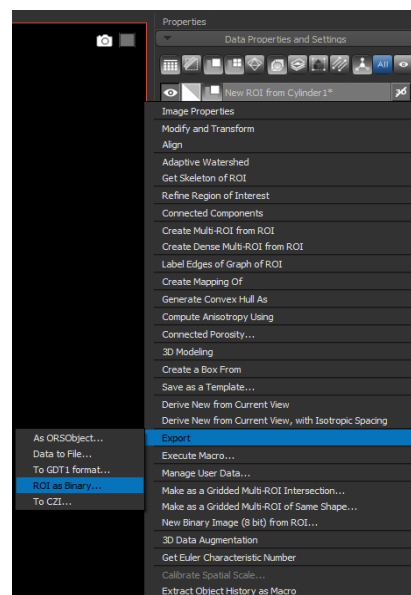 Properties
Data Properties and Settings
All
New ROI from Cylinder1*
Image Properties
Modify and Transform
Align
Adaptive Watershed
Get Skeleton of ROI
Refine Region of Interest
Connected Components
Create Multi-ROI from ROI
Create Dense Multi-ROI from ROI
Label Edges of Graph of ROI
Create Mapping Of
Generate Convex Hull As
Compute Anisotropy Using
Connected Porosity...
3D Modeling
Create a Box From
Save as a Template...
Derive New from Current View
Derive New from Current View, with Isotropic Spacing
Export
As ORSObject...
Data to File...
To GDT1 format...
ROI as Binary...
To CZI...
Execute Macro...
Manage User Data...
Make as a Gridded Multi-ROI Intersection...
Make as a Gridded Multi-ROI of Same Shape...
New Binary Image (8 bit) from ROI...
3D Data Augmentation
Get Euler Characteristic Number
Calibrate Spatial Scale...
Extract Object History as Macro